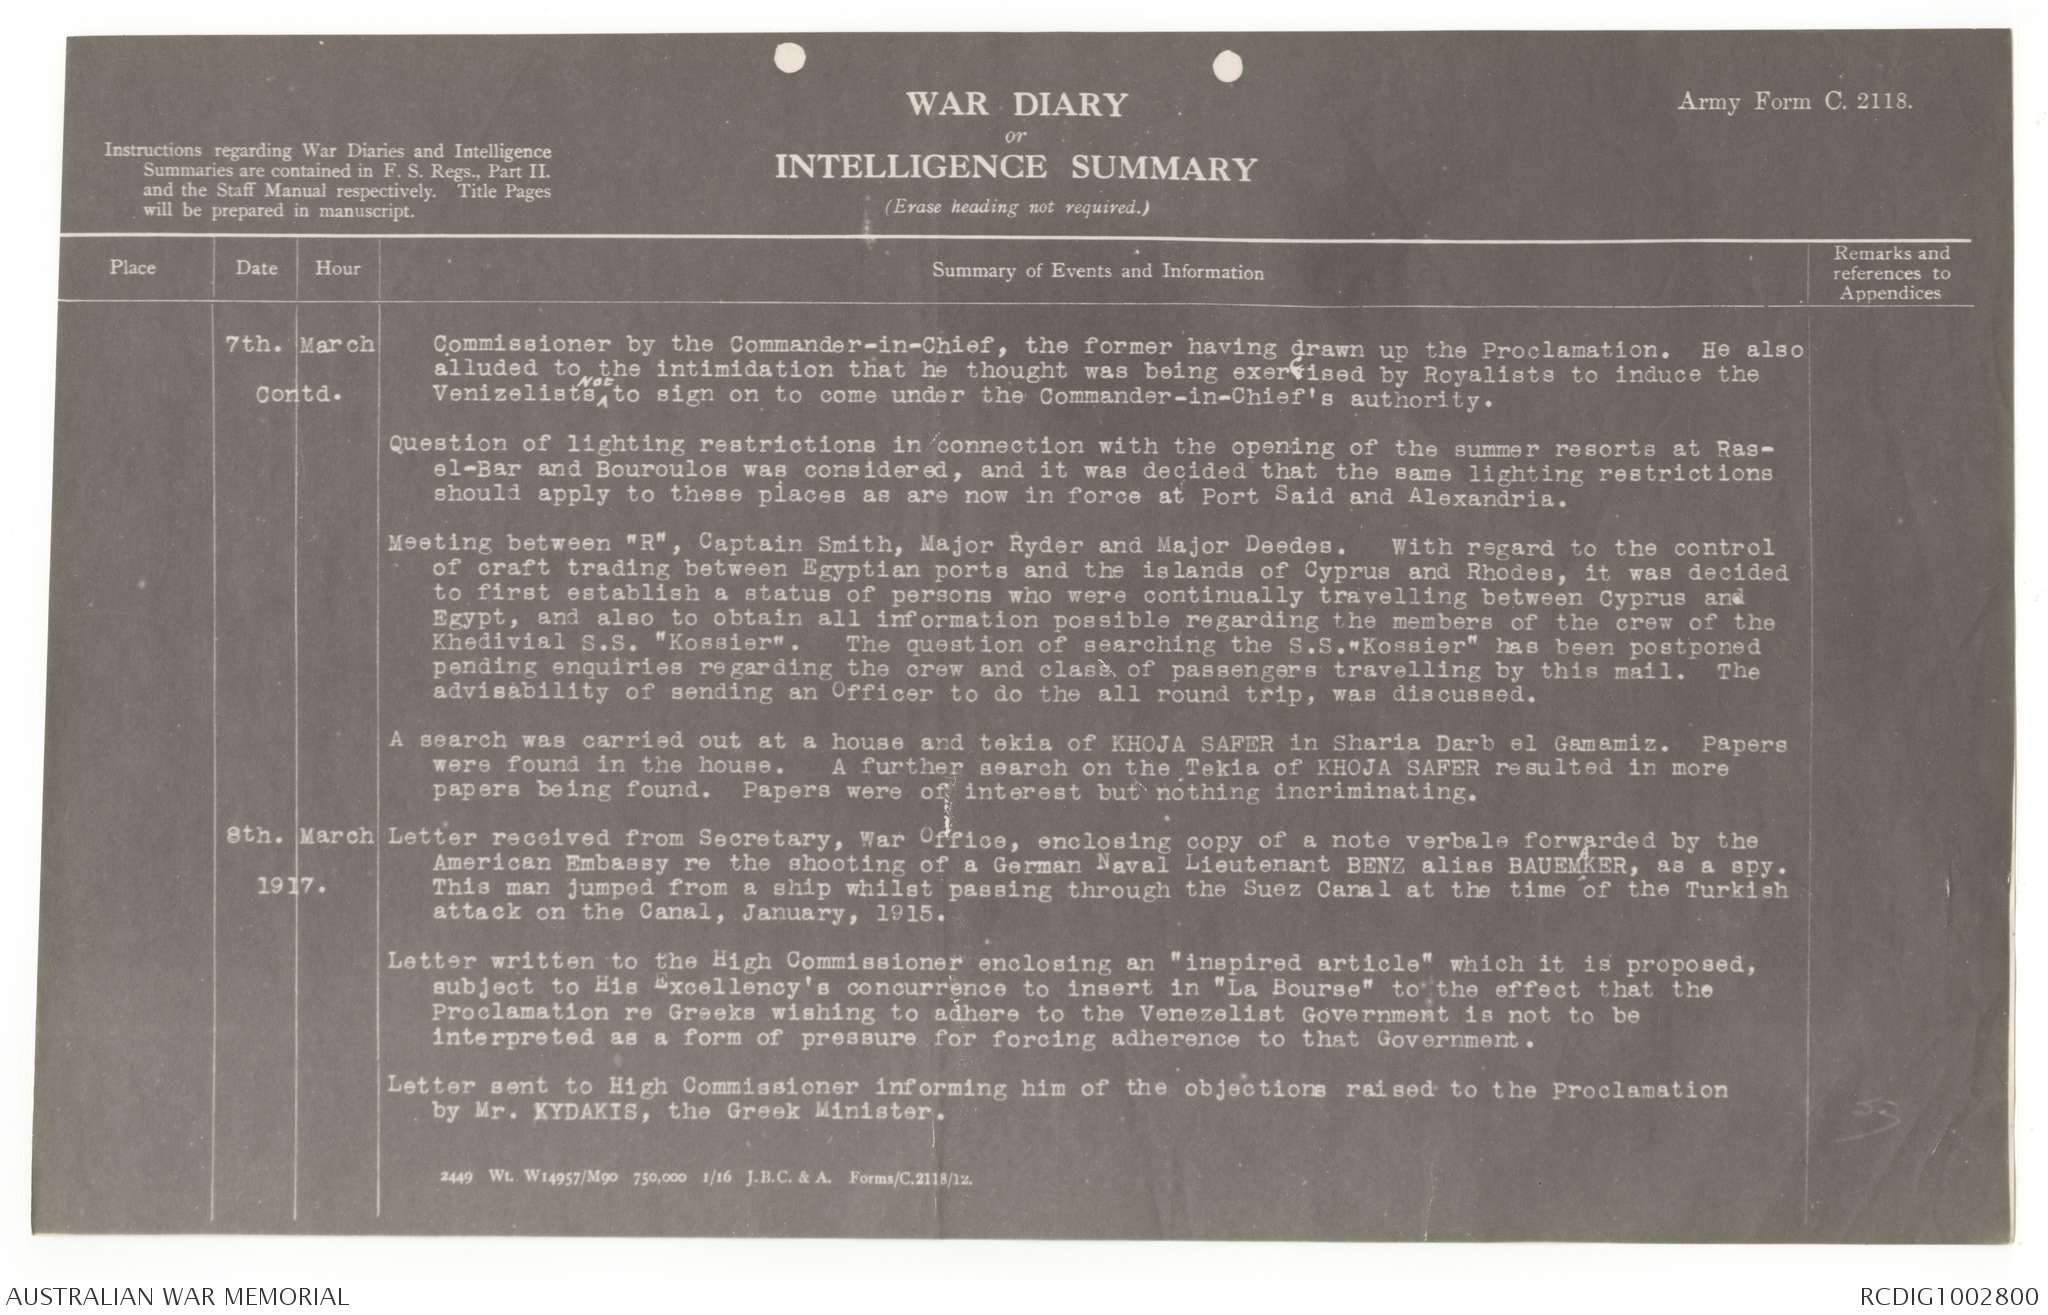 WAR DIARY
or
INTELLIGENCE SUMMARY
(Erase heading not required.)
Army Form C. 2118.
Instructions regarding War Diaries and Intelligence
Summaries are contained in F. S. Regs., Part II.
and the Staff Manual respectively. Title Pages
will be prepared in manuscript.
Place Date Hour Summary of Events and Information Remarks and references to Appendices
7th. March Commissioner by the Commander-in-Chief, the former having drawn up the Proclamation. He also
alluded to the intimidation that he thought was being exercised by Royalists to induce the
Contd. Venizelists not to sign on to come under the Commander-in-Chief's authority.
Question of lighting restrictions in connection with the opening of the summer resorts at Ras-
el-Bar and Bouroulos was considered, and it was decided that the same lighting restrictions
should apply to these places as are now in force at Port Said and Alexandria.
Meeting between "R", Captain Smith, Major Ryder and Major Deedes. With regard to the control
of craft trading between Egyptian ports and the islands of Cyprus and Rhodes, it was decided
to first establish a status of persons who were continually travelling between Cyprus and
Egypt, and also to obtain all information possible regarding the members of the crew of the
Khedivial S.S. "Kossier". The question of searching the S.S."Kossier" has been postponed
pending enquiries regarding the crew and class of passengers travelling by this mail. The
advisability of sending an Officer to do the all round trip, was discussed.
A search was carried out at a house and tekia of KHOJA SAFER in Sharia Darb el Gamamiz. Papers
were found in the house. A further search on the Tekia of KHOJA SAFER resulted in more
papers being found. Papers were of interest but nothing incriminating.
8th. March Letter received from Secretary, War Office, enclosing copy of a note verbale forwarded by the
American Embassy re the shooting of a German Naval Lieutenant BENZ alias BAUEMKER, as a spy.
1917. This man jumped from a ship whilst passing through the Suez Canal at the time of the Turkish
attack on the Canal, January, 1915.
Letter written to the High Commissioner enclosing an "inspired article" which it is proposed,
subject to His Excellency's concurrence to insert in "La Bourse" to the effect that the
Proclamation re Greeks wishing to adhere to the Venezelist Government is not to be
interpreted as a form of pressure for forcing adherence to that Government.
Letter sent to High Commissioner informing him of the objections raised to the Proclamation
by Mr. KYDAKIS, the Greek Minister.
2449 Wt. W14957/M90 750,000 1/16 J.B.C. & A. Forms/C.2118/12.
AUSTRALIAN WAR MEMORIAL
RCDIG1002800